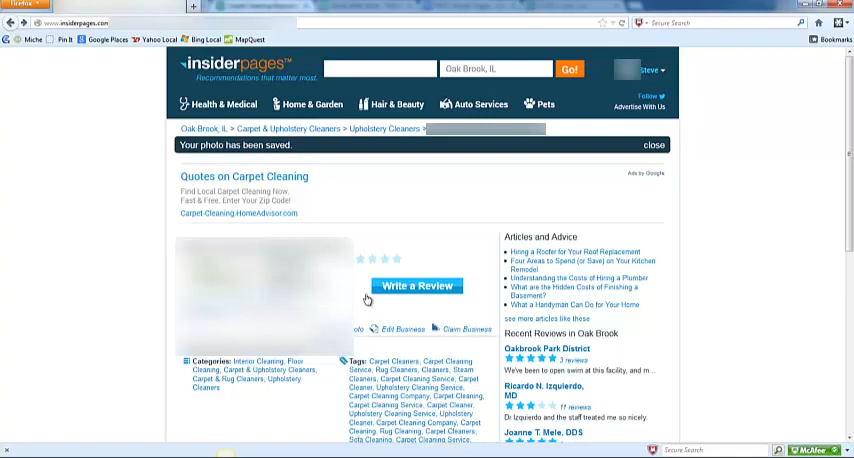 Firefox
www.insiderpages.com
Secure Search
Miche Pin It Google Places Yahoo Local Bing Local MapQuest
Bookmarks
insiderpages™
Recommendations that matter most.
Oak Brook, IL
Go!
Steve
Follow
Advertise With Us
Health & Medical Home & Garden Hair & Beauty Auto Services Pets
Oak Brook, IL > Carpet & Upholstery Cleaners > Upholstery Cleaners >
Your photo has been saved.
close
Quotes on Carpet Cleaning
Ads by Google
Find Local Carpet Cleaning Now.
Fast & Free. Enter Your Zip Code!
Carpet-Cleaning.HomeAdvisor.com
Write a Review
oto Edit Business Claim Business
Categories: Interior Cleaning, Floor
Cleaning, Carpet & Upholstery Cleaners,
Carpet & Rug Cleaners, Upholstery
Cleaners
Tags: Carpet Cleaners, Carpet Cleaning
Service, Rug Cleaners, Cleaners, Steam
Cleaners, Carpet Cleaning Service, Carpet
Cleaner, Upholstery Cleaning Service,
Carpet Cleaning Company, Carpet Cleaning,
Carpet Cleaning Service, Carpet Cleaner,
Upholstery Cleaning Service, Upholstery
Cleaner, Carpet Cleaning Company, Carpet
Cleaning, Rug Cleaning, Carpet Cleaners,
Sofa Cleaning, Carpet Cleaning Service,
Articles and Advice
Hiring a Roofer for Your Roof Replacement
Four Areas to Spend (or Save) on Your Kitchen
Remodel
Understanding the Costs of Hiring a Plumber
What are the Hidden Costs of Finishing a
Basement?
What a Handyman Can Do for Your Home
see more articles like these
Recent Reviews in Oak Brook
Oakbrook Park District
3 reviews
We've been to open swim at this facility, and m...
Ricardo N. Izquierdo,
MD
11 reviews
Dr Izquierdo and the staff treated me so nicely.
Joanne T. Mele, DDS
Secure Search
McAfee